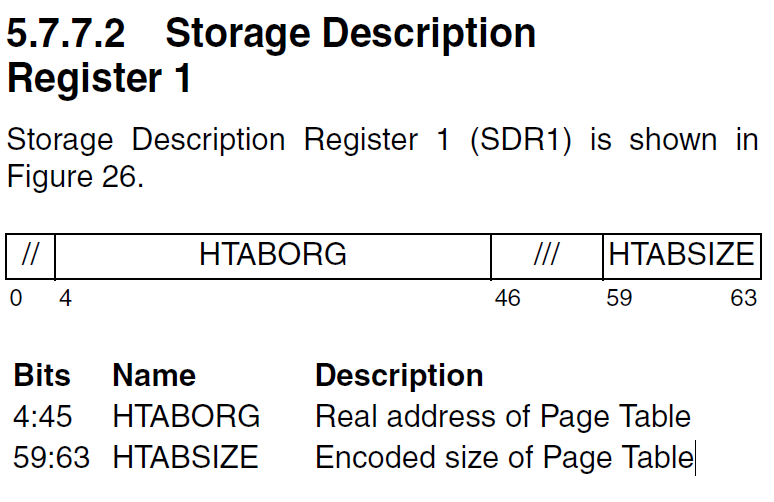 5.7.7.2 Storage Description
Register 1
Storage Description Register 1 (SDR1) is shown in
Figure 26.
// HTABORG /// HTABSIZE
0 4 46 59 63
Bits Name Description
4:45 HTABORG Real address of Page Table
59:63 HTABSIZE Encoded size of Page Table